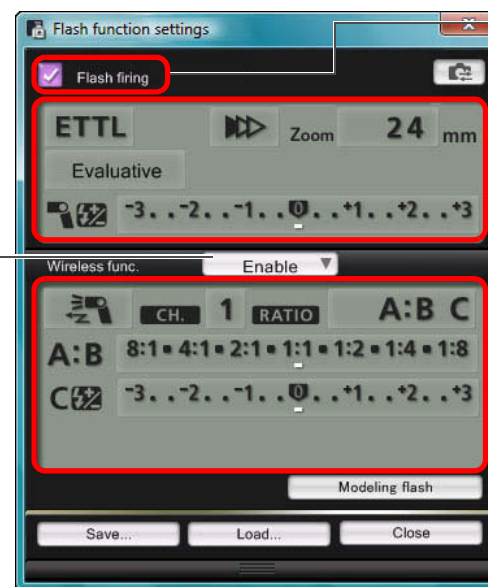 Flash function settings
Flash firing
ETTL Zoom 24 mm
Evaluative
-3..-2..-1..0..+1..+2..+3
Wireless func. Enable
CH. 1 RATIO A:B C
A:B 8:1▪4:1▪2:1▪1:1▪1:2▪1:4▪1:8
C -3..-2..-1..0..+1..+2..+3
Modeling flash
Save... Load... Close